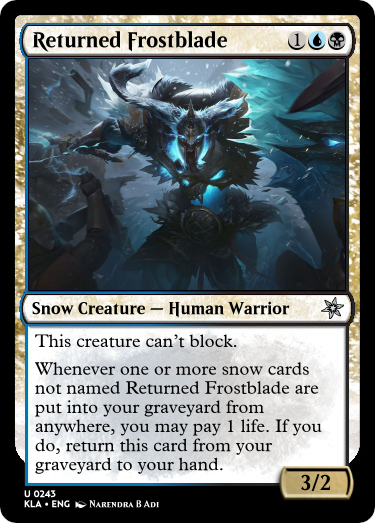 Returned Frostblade 1
Snow Creature — Human Warrior
This creature can't block.
Whenever one or more snow cards
not named Returned Frostblade are
put into your graveyard from
anywhere, you may pay 1 life. If you
do, return this card from your
graveyard to your hand.
3/2
U 0243
KLA • ENG Narendra B Adi